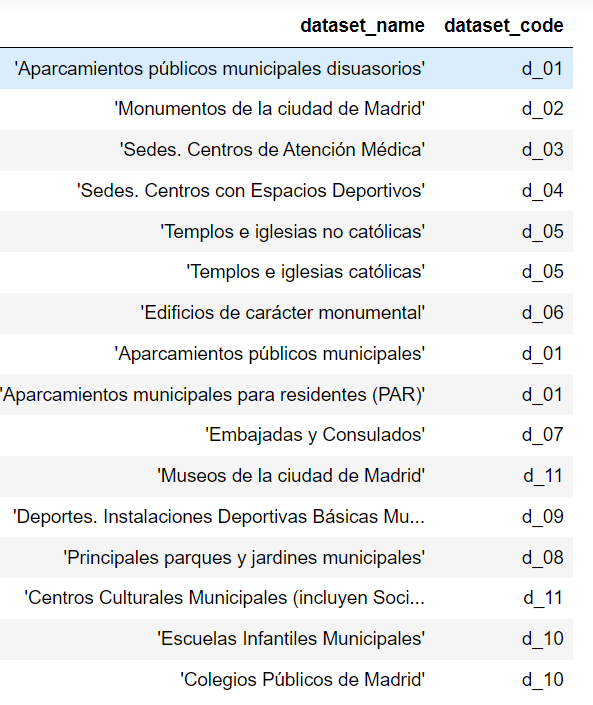 dataset_name dataset_code
'Aparcamientos públicos municipales disuasorios' d_01
'Monumentos de la ciudad de Madrid' d_02
'Sedes. Centros de Atención Médica' d_03
'Sedes. Centros con Espacios Deportivos' d_04
'Templos e iglesias no católicas' d_05
'Templos e iglesias católicas' d_05
'Edificios de carácter monumental' d_06
'Aparcamientos públicos municipales' d_01
'Aparcamientos municipales para residentes (PAR)' d_01
'Embajadas y Consulados' d_07
'Museos de la ciudad de Madrid' d_11
'Deportes. Instalaciones Deportivas Básicas Mu... d_09
'Principales parques y jardines municipales' d_08
'Centros Culturales Municipales (incluyen Soci... d_11
'Escuelas Infantiles Municipales' d_10
'Colegios Públicos de Madrid' d_10